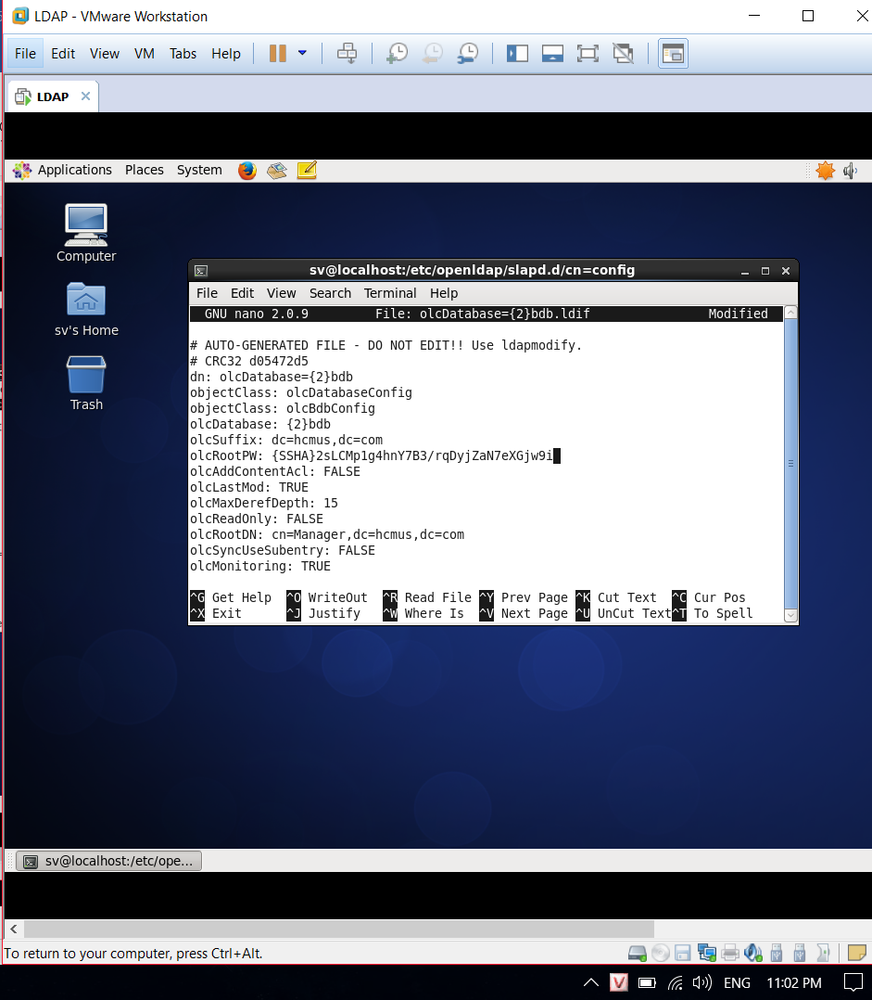 LDAP - VMware Workstation
File Edit View VM Tabs Help
LDAP
Applications Places System
Computer
sv's Home
Trash
sv@localhost:/etc/openldap/slapd.d/cn=config
File Edit View Search Terminal Help
GNU nano 2.0.9 File: olcDatabase={2}bdb.ldif Modified
# AUTO-GENERATED FILE - DO NOT EDIT!! Use ldapmodify.
# CRC32 d05472d5
dn: olcDatabase={2}bdb
objectClass: olcDatabaseConfig
objectClass: olcBdbConfig
olcDatabase: {2}bdb
olcSuffix: dc=hcmus,dc=com
olcRootPW: {SSHA}2sLCMp1g4hnY7B3/rqDyjZaN7eXGjw9i
olcAddContentAcl: FALSE
olcLastMod: TRUE
olcMaxDerefDepth: 15
olcReadOnly: FALSE
olcRootDN: cn=Manager,dc=hcmus,dc=com
olcSyncUseSubentry: FALSE
olcMonitoring: TRUE
^G Get Help ^O WriteOut ^R Read File ^Y Prev Page ^K Cut Text ^C Cur Pos
^X Exit ^J Justify ^W Where Is ^V Next Page ^U UnCut Text ^T To Spell
sv@localhost:/etc/ope...
To return to your computer, press Ctrl+Alt.
V ENG 11:02 PM